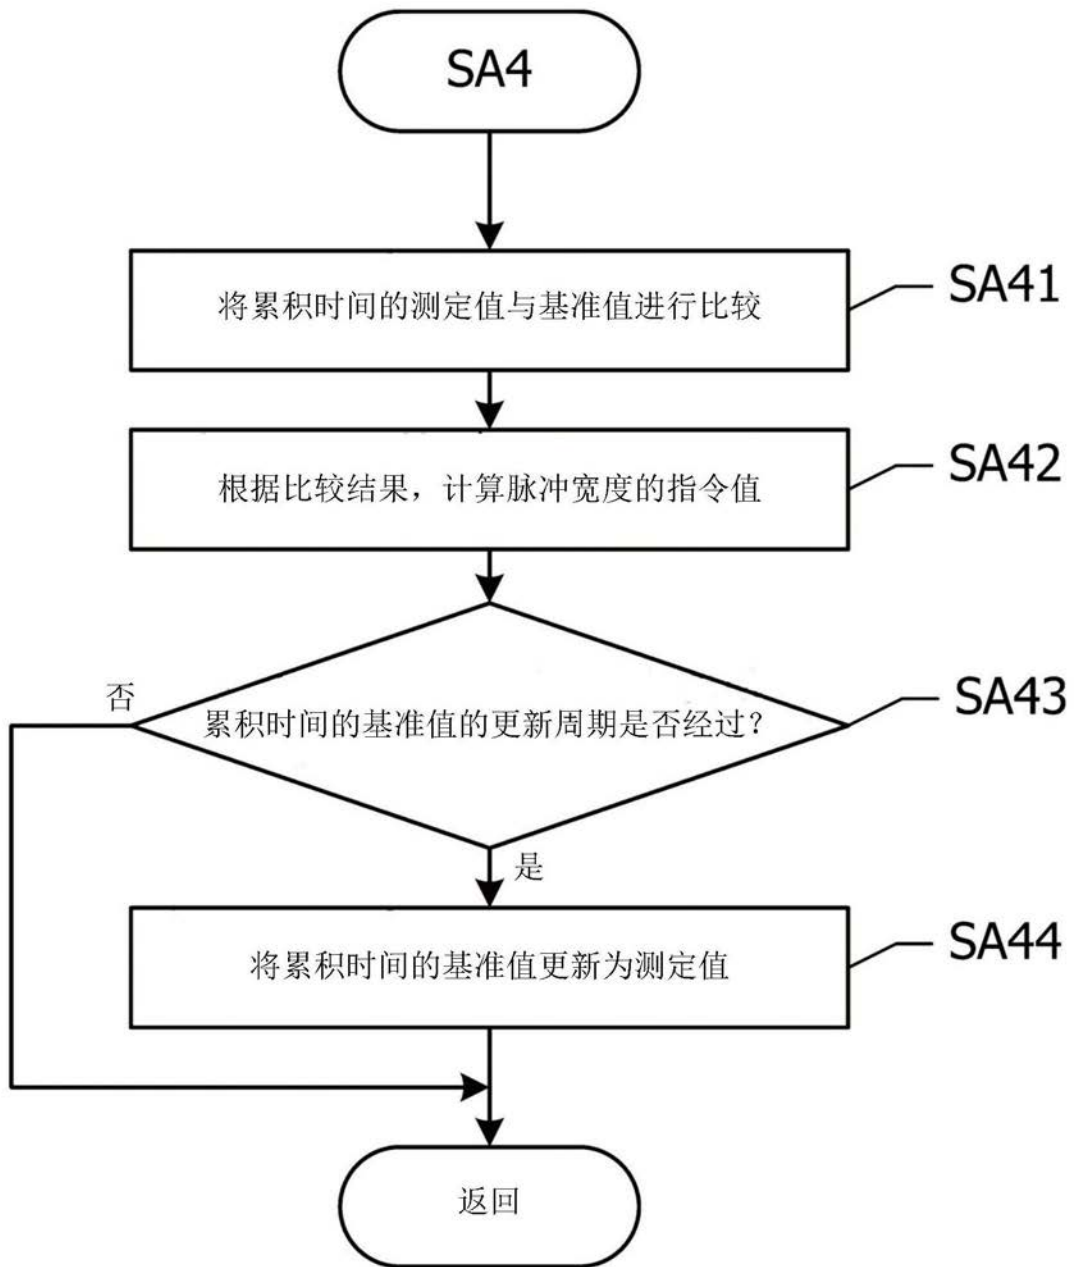 SA4
将累积时间的测定值与基准值进行比较
SA41
根据比较结果，计算脉冲宽度的指令值
SA42
否
累积时间的基准值的更新周期是否经过？
SA43
是
将累积时间的基准值更新为测定值
SA44
返回